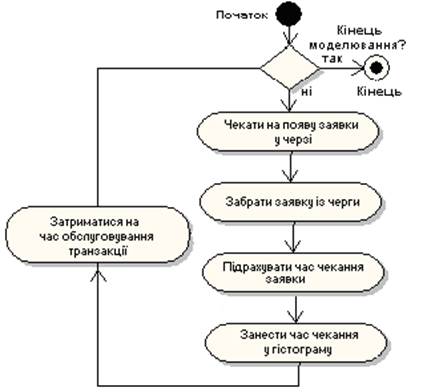 Початок
Кінець
моделювання?
так
Кінець
ні
Чекати на появу заявки
у черзі
Забрати заявку із черги
Затриматися на
час обслуговування
транзакції
Підрахувати час чекання
заявки
Занести час чекання
у гістограму